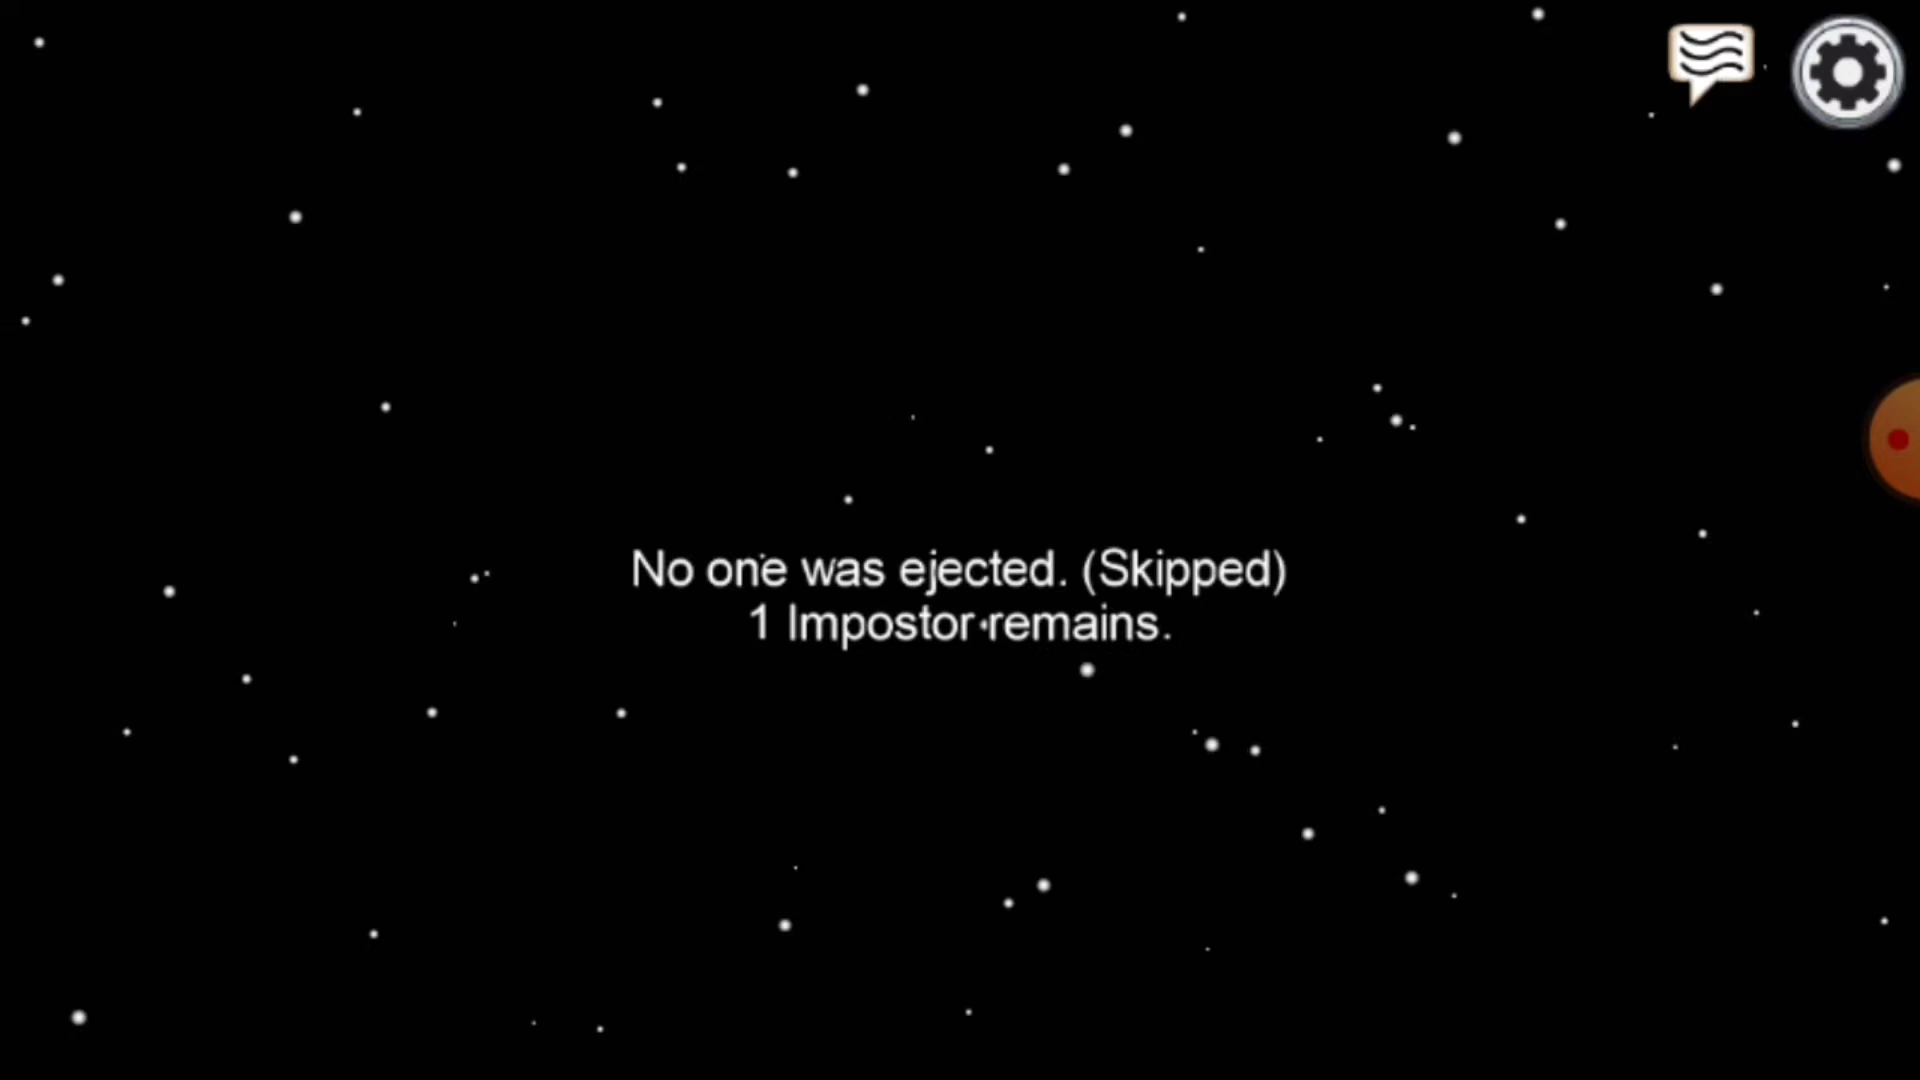 No one was ejected. (Skipped)
1 Impostor remains.